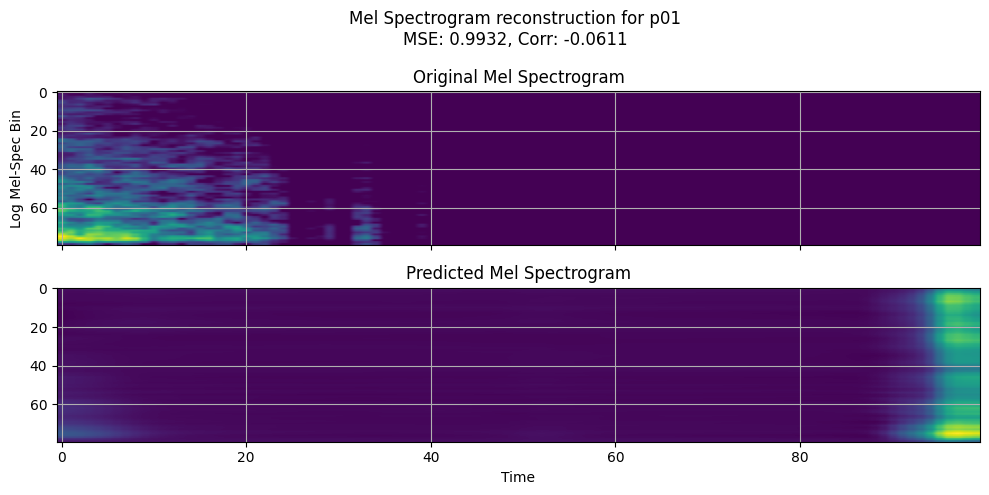 Mel Spectrogram reconstruction for p01
MSE: 0.9932, Corr: -0.0611
Original Mel Spectrogram
Log Mel-Spec Bin
0
20
40
60
Predicted Mel Spectrogram
0
20
40
60
0 20 40 60 80
Time